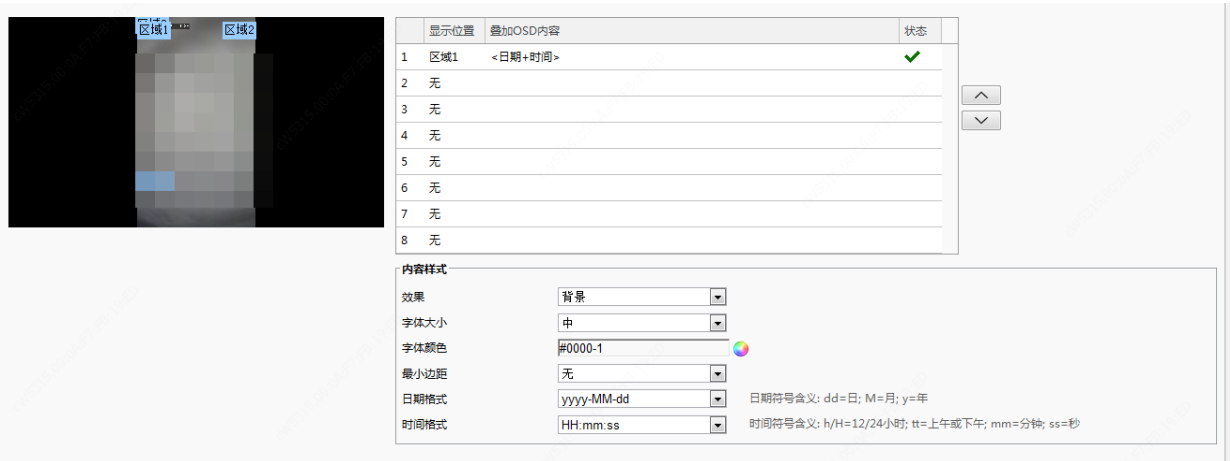 区域1
区域2
显示位置 叠加OSD内容 状态
1 区域1 <日期+时间>
2 无
3 无
4 无
5 无
6 无
7 无
8 无
内容样式
效果 背景
字体大小 中
字体颜色 #0000-1
最小边距 无
日期格式 yyyy-MM-dd 日期符号含义: dd=日; M=月; y=年
时间格式 HH:mm:ss 时间符号含义: h/H=12/24小时; tt=上午或下午; mm=分钟; ss=秒